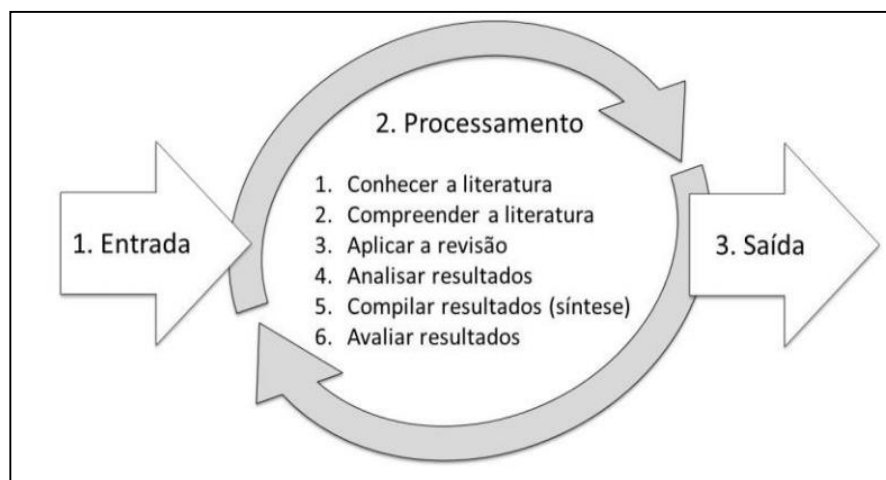 1. Entrada
2. Processamento
1. Conhecer a literatura
2. Compreender a literatura
3. Aplicar a revisão
4. Analisar resultados
5. Compilar resultados (síntese)
6. Avaliar resultados
3. Saída